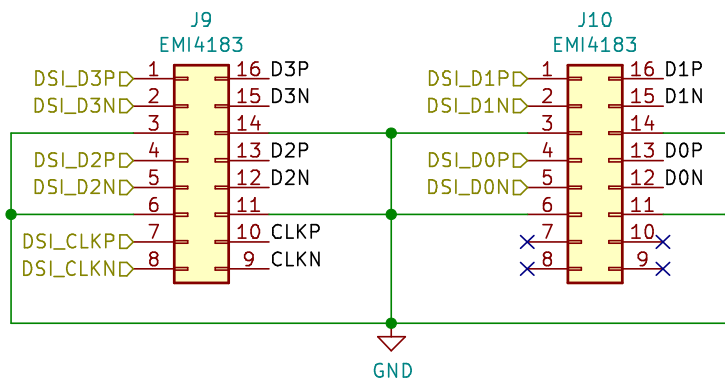 J9 J10
EMI4183 EMI4183
DSI_D3P 1 16 D3P DSI_D1P 1 16 D1P
DSI_D3N 2 15 D3N DSI_D1N 2 15 D1N
3 14 3 14
DSI_D2P 4 13 D2P DSI_D0P 4 13 D0P
DSI_D2N 5 12 D2N DSI_D0N 5 12 D0N
6 11 6 11
DSI_CLKP 7 10 CLKP 7 10
DSI_CLKN 8 9 CLKN 8 9
GND